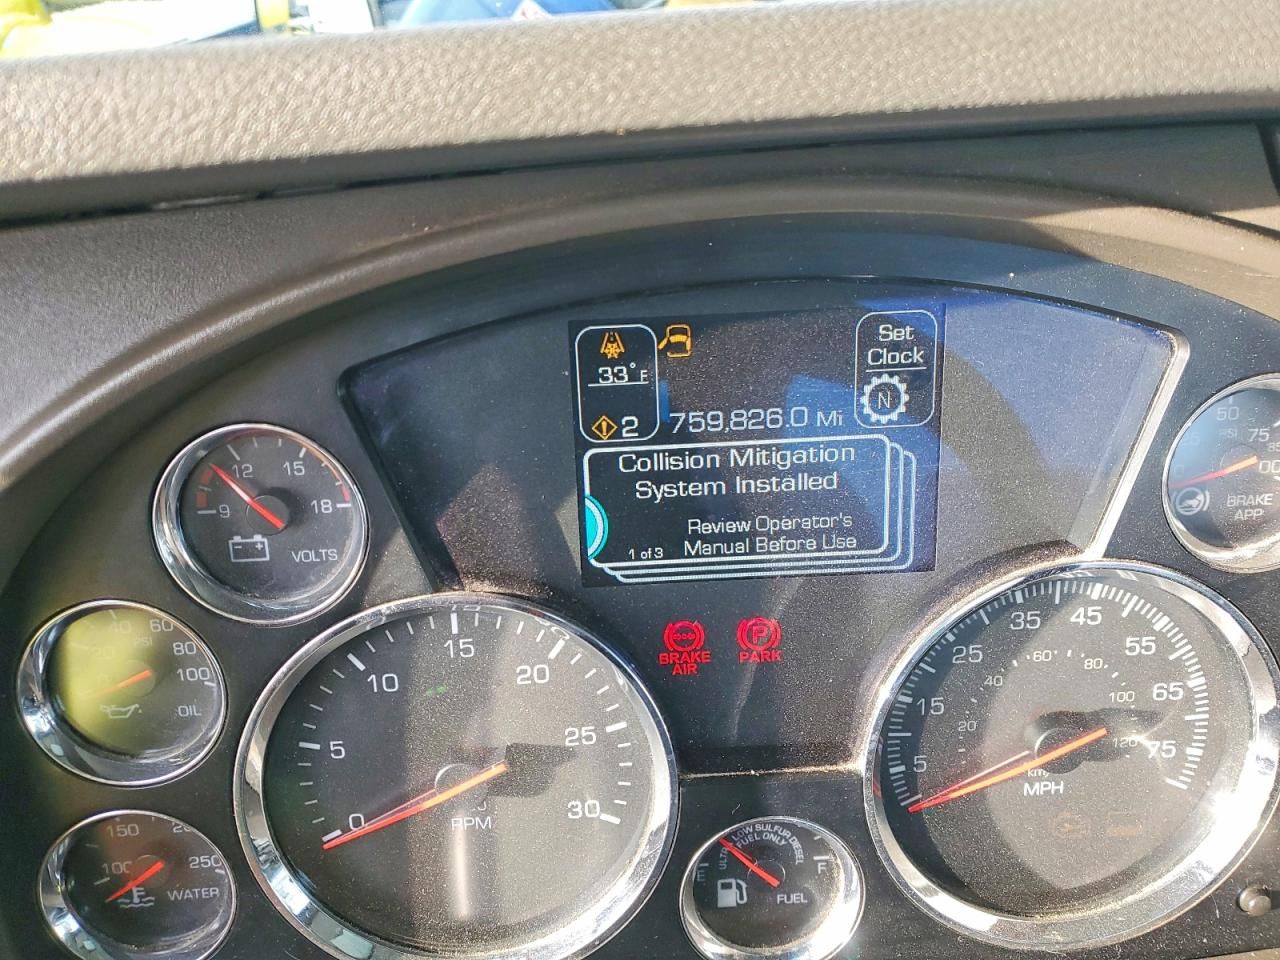 33°F
2
759,826.0 Mi
Set
Clock
N
Collision Mitigation
System Installed
Review Operator's
1 of 3 Manual Before Use
9 12 15 18
VOLTS
40 60 80 100
PSI
OIL
100 150 250
WATER
BRAKE
AIR
PARK
0 5 10 15 20 25 30
RPM
5 15 25 35 45 55 65 75
20 40 60 80 100 120
km/
MPH
ULTRA LOW SULFUR DIESEL
FUEL ONLY
E F
FUEL
50 75
BRAKE
APP